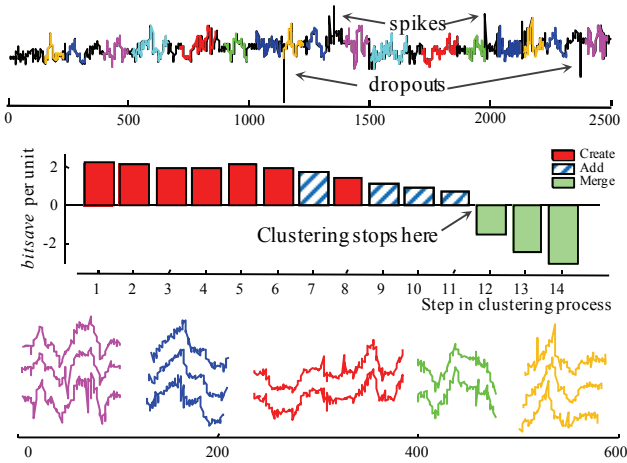 spikes
dropouts
0 500 1000 1500 2000 2500
bitsave per unit
2
0
-2
Create
Add
Merge
Clustering stops here
1 2 3 4 5 6 7 8 9 10 11 12 13 14
Step in clustering process
0 200 400 600